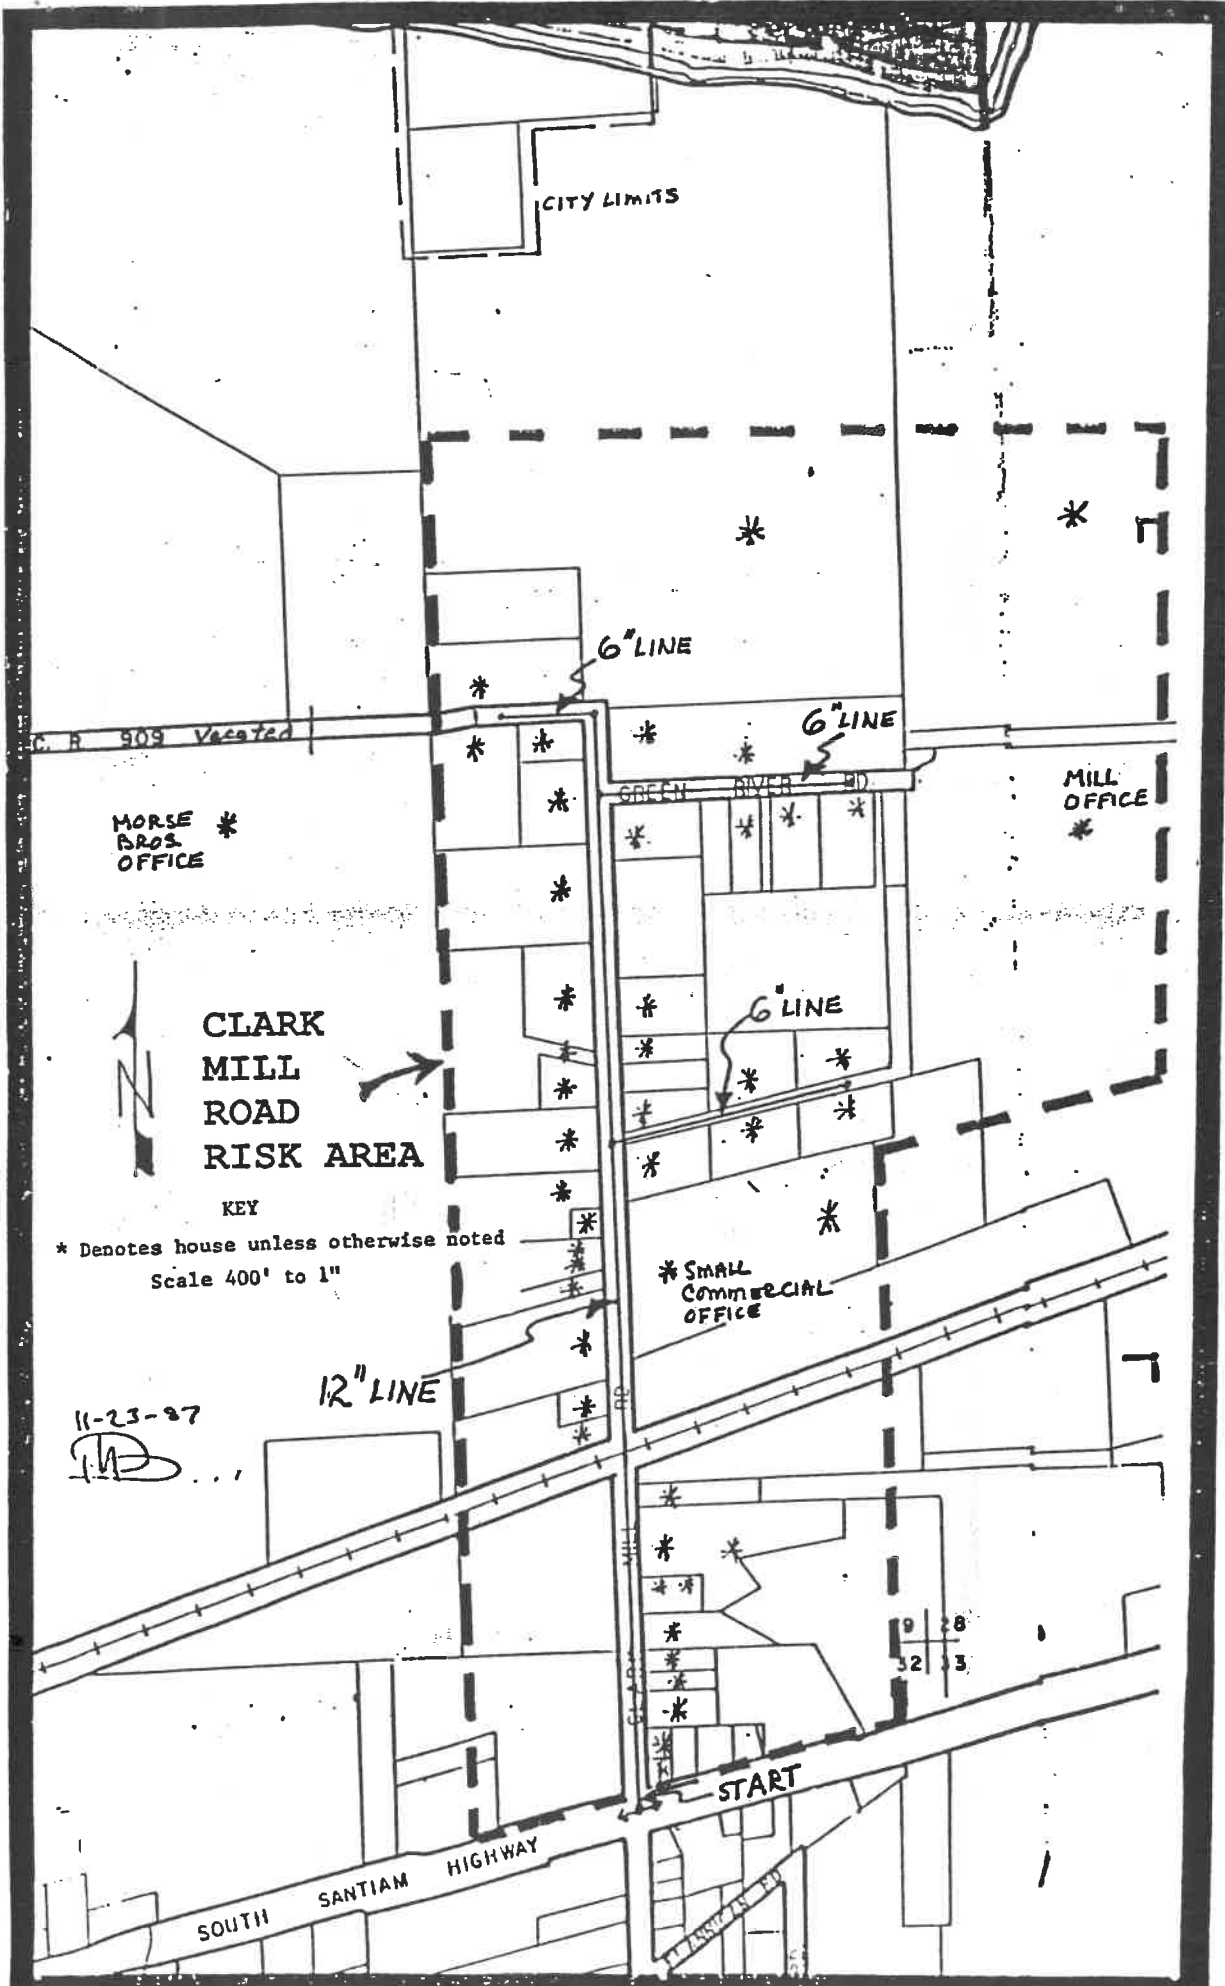 CITY LIMITS
6" LINE
C. R. 909 Vacated
6" LINE
GREEN RIVER RD
MORSE
BROS.
OFFICE
MILL
OFFICE
6" LINE
N
CLARK
MILL
ROAD
RISK AREA
KEY
* Denotes house unless otherwise noted
Scale 400' to 1"
* SMALL
COMMERCIAL
OFFICE
12" LINE
11-23-87
CLARK MILL RD
9 28
32 33
START
SOUTH SANTIAM HIGHWAY
RD